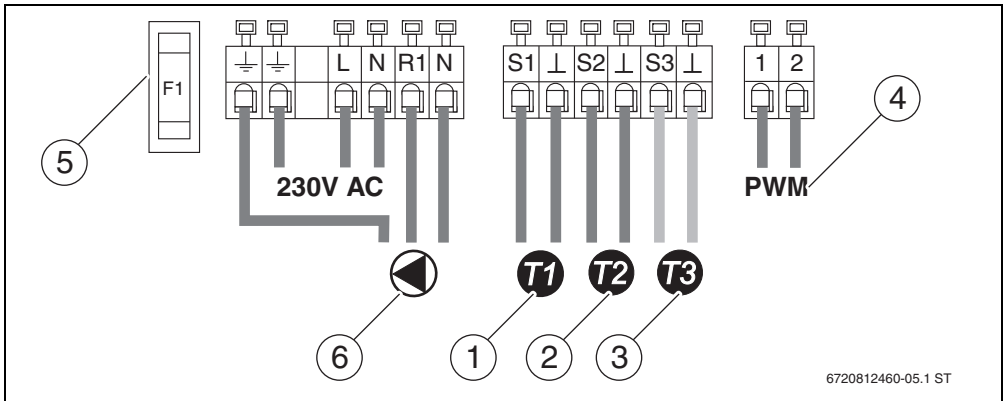 F1
⏚ ⏚ L N R1 N
S1 ⊥ S2 ⊥ S3 ⊥
1 2
5
4
230V AC
PWM
T1 T2 T3
6 1 2 3
6720812460-05.1 ST